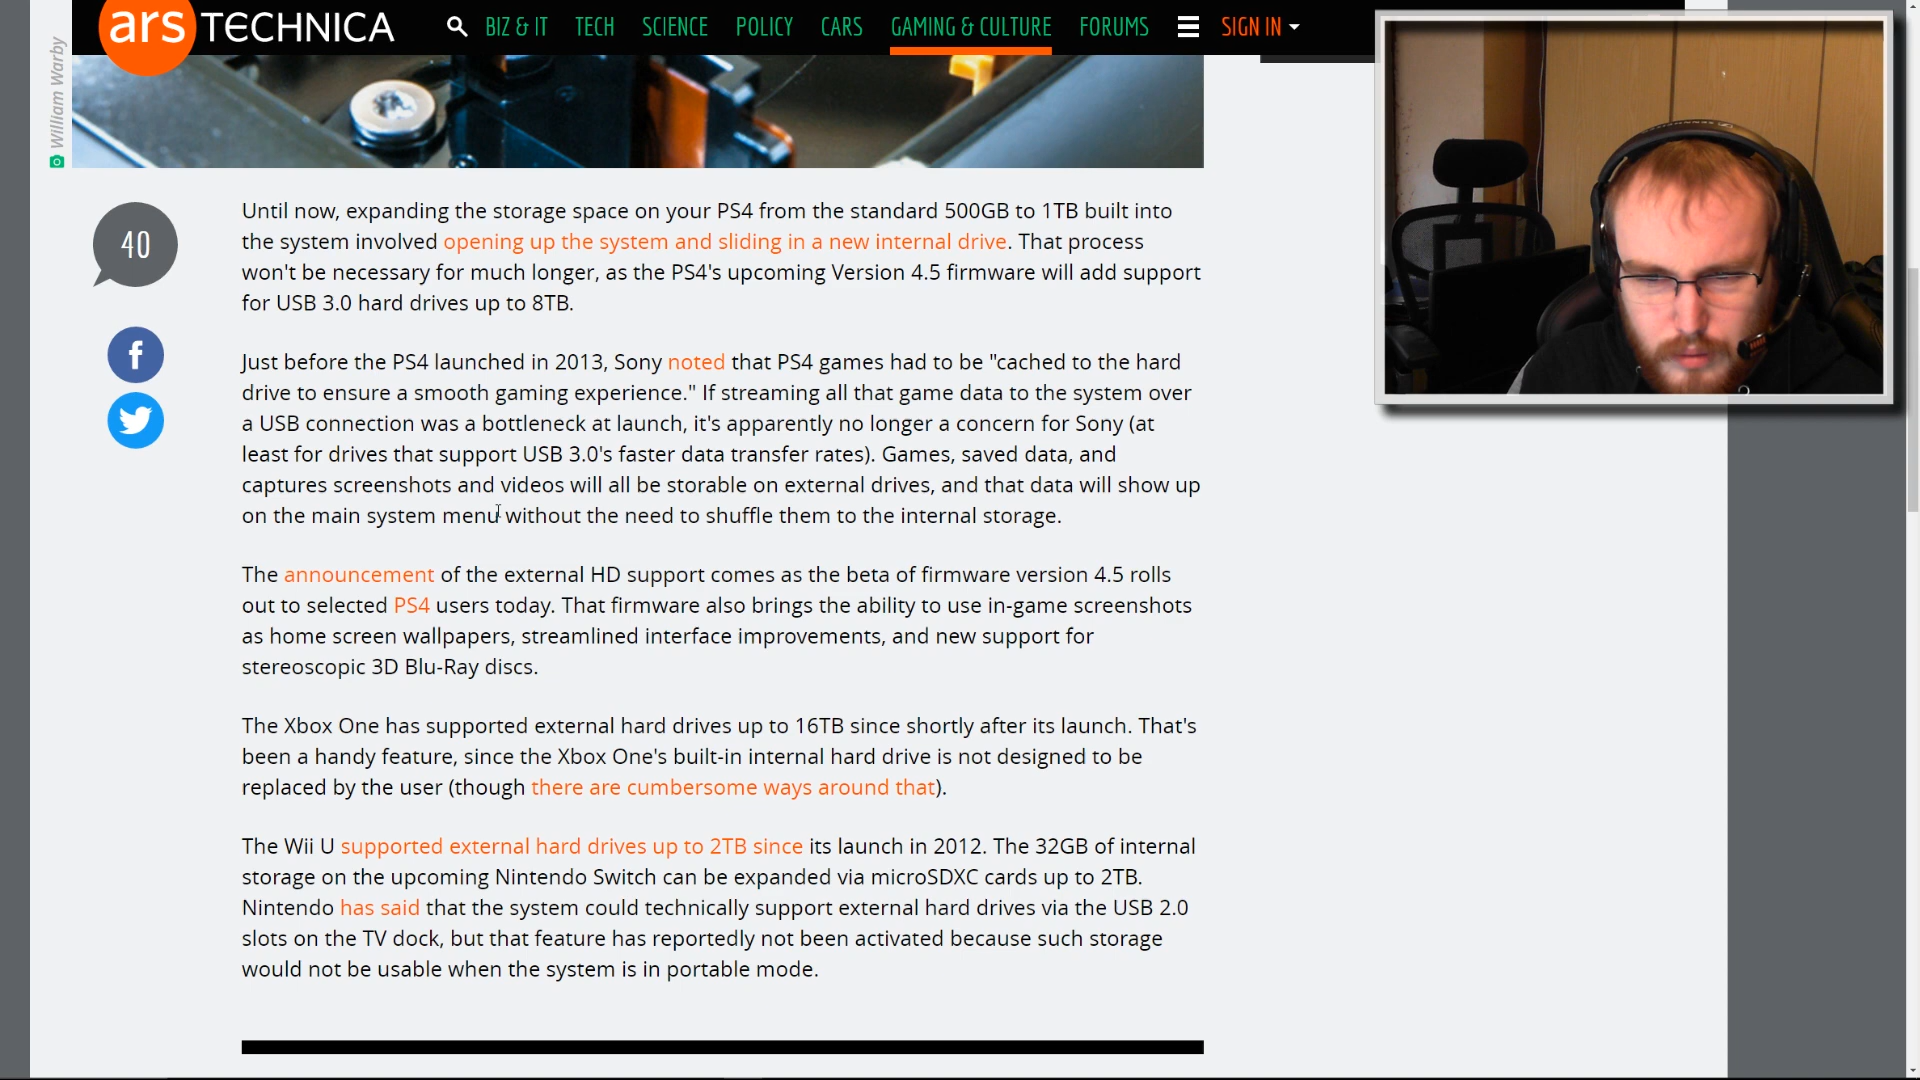 ars TECHNICA
BIZ & IT TECH SCIENCE POLICY CARS GAMING & CULTURE FORUMS SIGN IN
William Warby
40
Until now, expanding the storage space on your PS4 from the standard 500GB to 1TB built into
the system involved opening up the system and sliding in a new internal drive. That process
won't be necessary for much longer, as the PS4's upcoming Version 4.5 firmware will add support
for USB 3.0 hard drives up to 8TB.
Just before the PS4 launched in 2013, Sony noted that PS4 games had to be "cached to the hard
drive to ensure a smooth gaming experience." If streaming all that game data to the system over
a USB connection was a bottleneck at launch, it's apparently no longer a concern for Sony (at
least for drives that support USB 3.0's faster data transfer rates). Games, saved data, and
captures screenshots and videos will all be storable on external drives, and that data will show up
on the main system menu without the need to shuffle them to the internal storage.
The announcement of the external HD support comes as the beta of firmware version 4.5 rolls
out to selected PS4 users today. That firmware also brings the ability to use in-game screenshots
as home screen wallpapers, streamlined interface improvements, and new support for
stereoscopic 3D Blu-Ray discs.
The Xbox One has supported external hard drives up to 16TB since shortly after its launch. That's
been a handy feature, since the Xbox One's built-in internal hard drive is not designed to be
replaced by the user (though there are cumbersome ways around that).
The Wii U supported external hard drives up to 2TB since its launch in 2012. The 32GB of internal
storage on the upcoming Nintendo Switch can be expanded via microSDXC cards up to 2TB.
Nintendo has said that the system could technically support external hard drives via the USB 2.0
slots on the TV dock, but that feature has reportedly not been activated because such storage
would not be usable when the system is in portable mode.